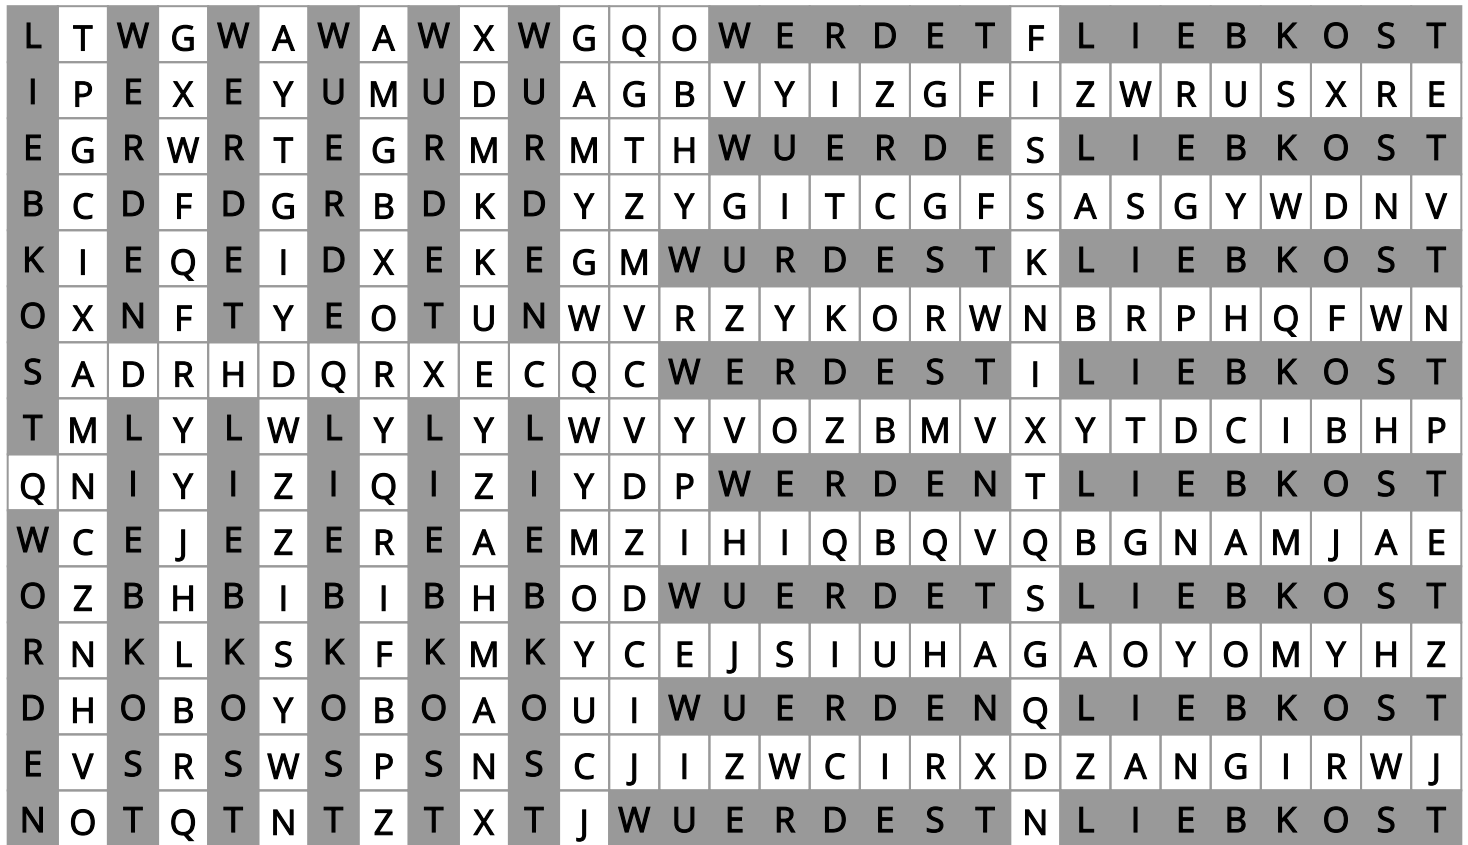 L T W G W A W A W X W G Q O W E R D E T F L I E B K O S T
I P E X E Y U M U D U A G B V Y I Z G F I Z W R U S X R E
E G R W R T E G R M R M T H W U E R D E S L I E B K O S T
B C D F D G R B D K D Y Z Y G I T C G F S A S G Y W D N V
K I E Q E I D X E K E G M W U R D E S T K L I E B K O S T
O X N F T Y E O T U N W V R Z Y K O R W N B R P H Q F W N
S A D R H D Q R X E C Q C W E R D E S T I L I E B K O S T
T M L Y L W L Y L Y L W V Y V O Z B M V X Y T D C I B H P
Q N I Y I Z I Q I Z I Y D P W E R D E N T L I E B K O S T
W C E J E Z E R E A E M Z I H I Q B Q V Q B G N A M J A E
O Z B H B I B I B H B O D W U E R D E T S L I E B K O S T
R N K L K S K F K M K Y C E J S I U H A G A O Y O M Y H Z
D H O B O Y O B O A O U I W U E R D E N Q L I E B K O S T
E V S R S W S P S N S C J I Z W C I R X D Z A N G I R W J
N O T Q T N T Z T X T J W U E R D E S T N L I E B K O S T